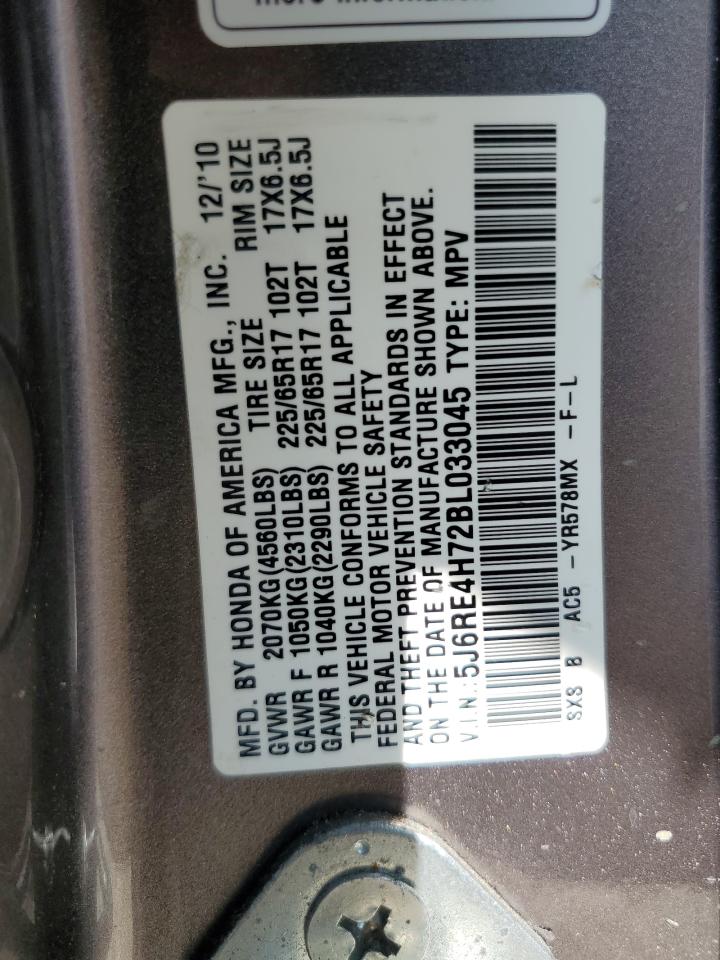 more information.
MFD. BY HONDA OF AMERICA MFG., INC. 12/'10
GVWR 2070KG(4560LBS) TIRE SIZE RIM SIZE
GAWR F 1050KG(2310LBS) 225/65R17 102T 17X6.5J
GAWR R 1040KG(2290LBS) 225/65R17 102T 17X6.5J
THIS VEHICLE CONFORMS TO ALL APPLICABLE
FEDERAL MOTOR VEHICLE SAFETY
AND THEFT PREVENTION STANDARDS IN EFFECT
ON THE DATE OF MANUFACTURE SHOWN ABOVE.
V.I.N.:5J6RE4H72BL033045 TYPE: MPV
SXS B AC5 -YR578MX -F-L